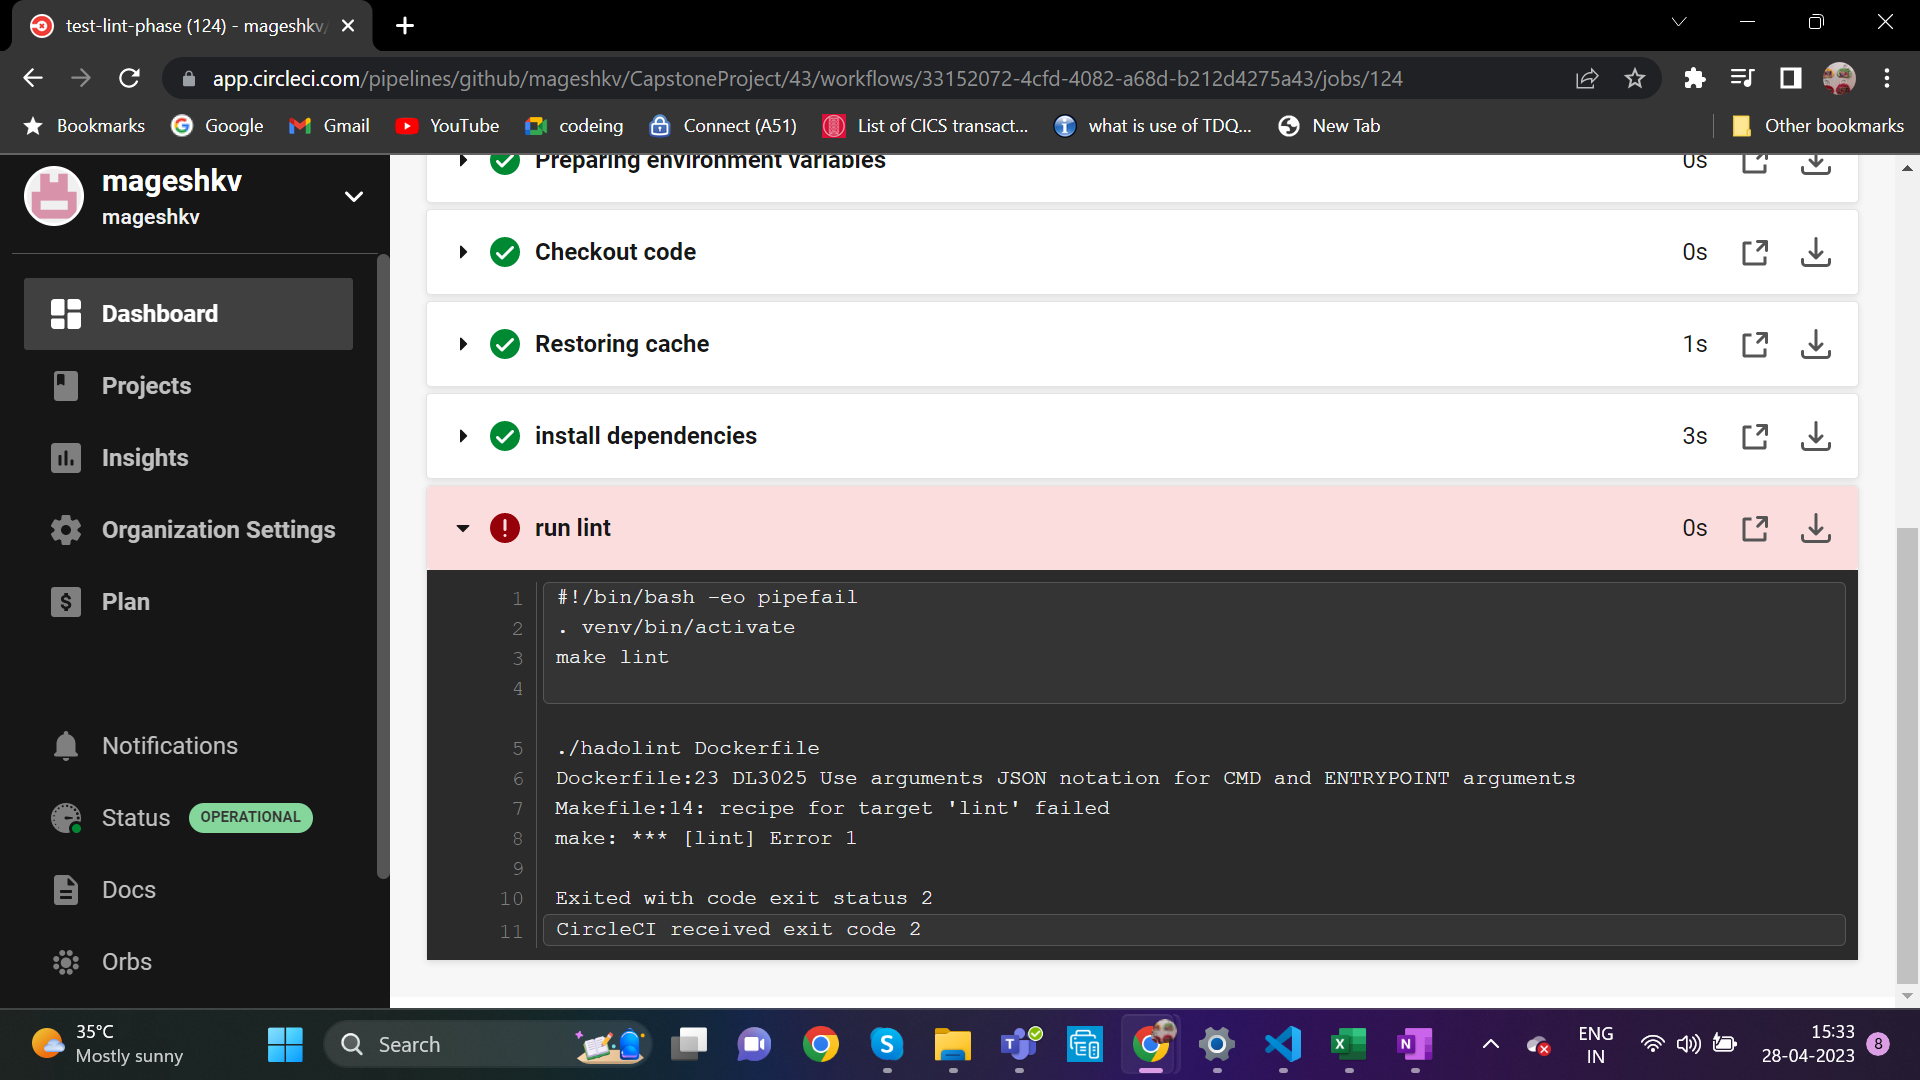 test-lint-phase (124) - mageshkv/
app.circleci.com/pipelines/github/mageshkv/CapstoneProject/43/workflows/33152072-4cfd-4082-a68d-b212d4275a43/jobs/124
Bookmarks Google Gmail YouTube codeing Connect (A51) List of CICS transact... what is use of TDQ... New Tab Other bookmarks
mageshkv
mageshkv
Dashboard
Projects
Insights
Organization Settings
$ Plan
Notifications
Status OPERATIONAL
Docs
Orbs
Preparing environment variables 0s
Checkout code 0s
Restoring cache 1s
install dependencies 3s
! run lint 0s
1 #!/bin/bash -eo pipefail
2 . venv/bin/activate
3 make lint
4
5 ./hadolint Dockerfile
6 Dockerfile:23 DL3025 Use arguments JSON notation for CMD and ENTRYPOINT arguments
7 Makefile:14: recipe for target 'lint' failed
8 make: *** [lint] Error 1
9
10 Exited with code exit status 2
11 CircleCI received exit code 2
35°C
Mostly sunny
Search
ENG
IN
15:33
28-04-2023
8